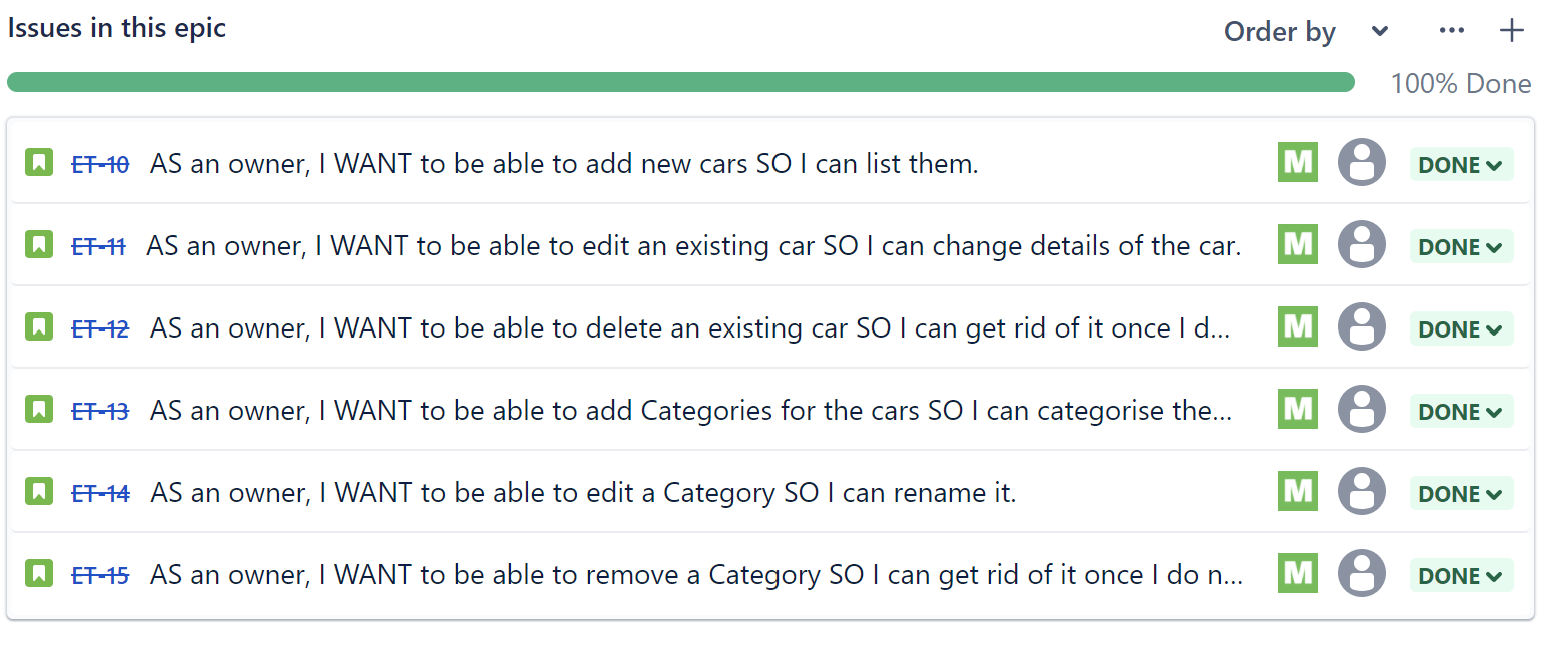 Issues in this epic
Order by
100% Done
ET-10 AS an owner, I WANT to be able to add new cars SO I can list them. M DONE
ET-11 AS an owner, I WANT to be able to edit an existing car SO I can change details of the car. M DONE
ET-12 AS an owner, I WANT to be able to delete an existing car SO I can get rid of it once I d... M DONE
ET-13 AS an owner, I WANT to be able to add Categories for the cars SO I can categorise the... M DONE
ET-14 AS an owner, I WANT to be able to edit a Category SO I can rename it. M DONE
ET-15 AS an owner, I WANT to be able to remove a Category SO I can get rid of it once I do n... M DONE